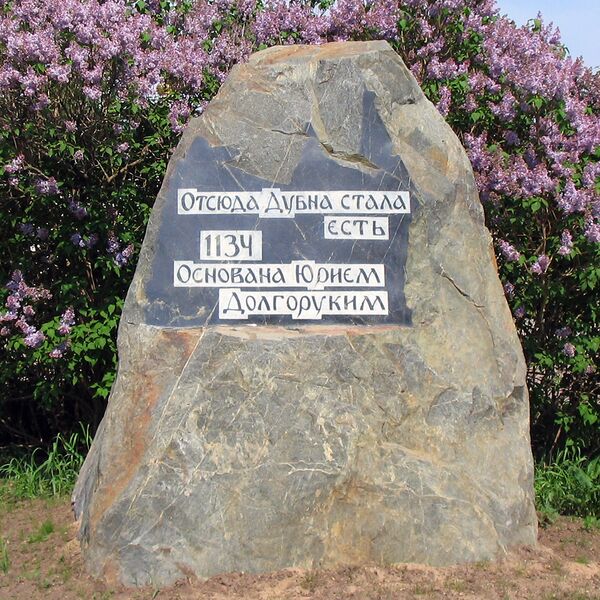 Отсюда Дубна стала
есть
1134
Основана Юрием
Долгоруким